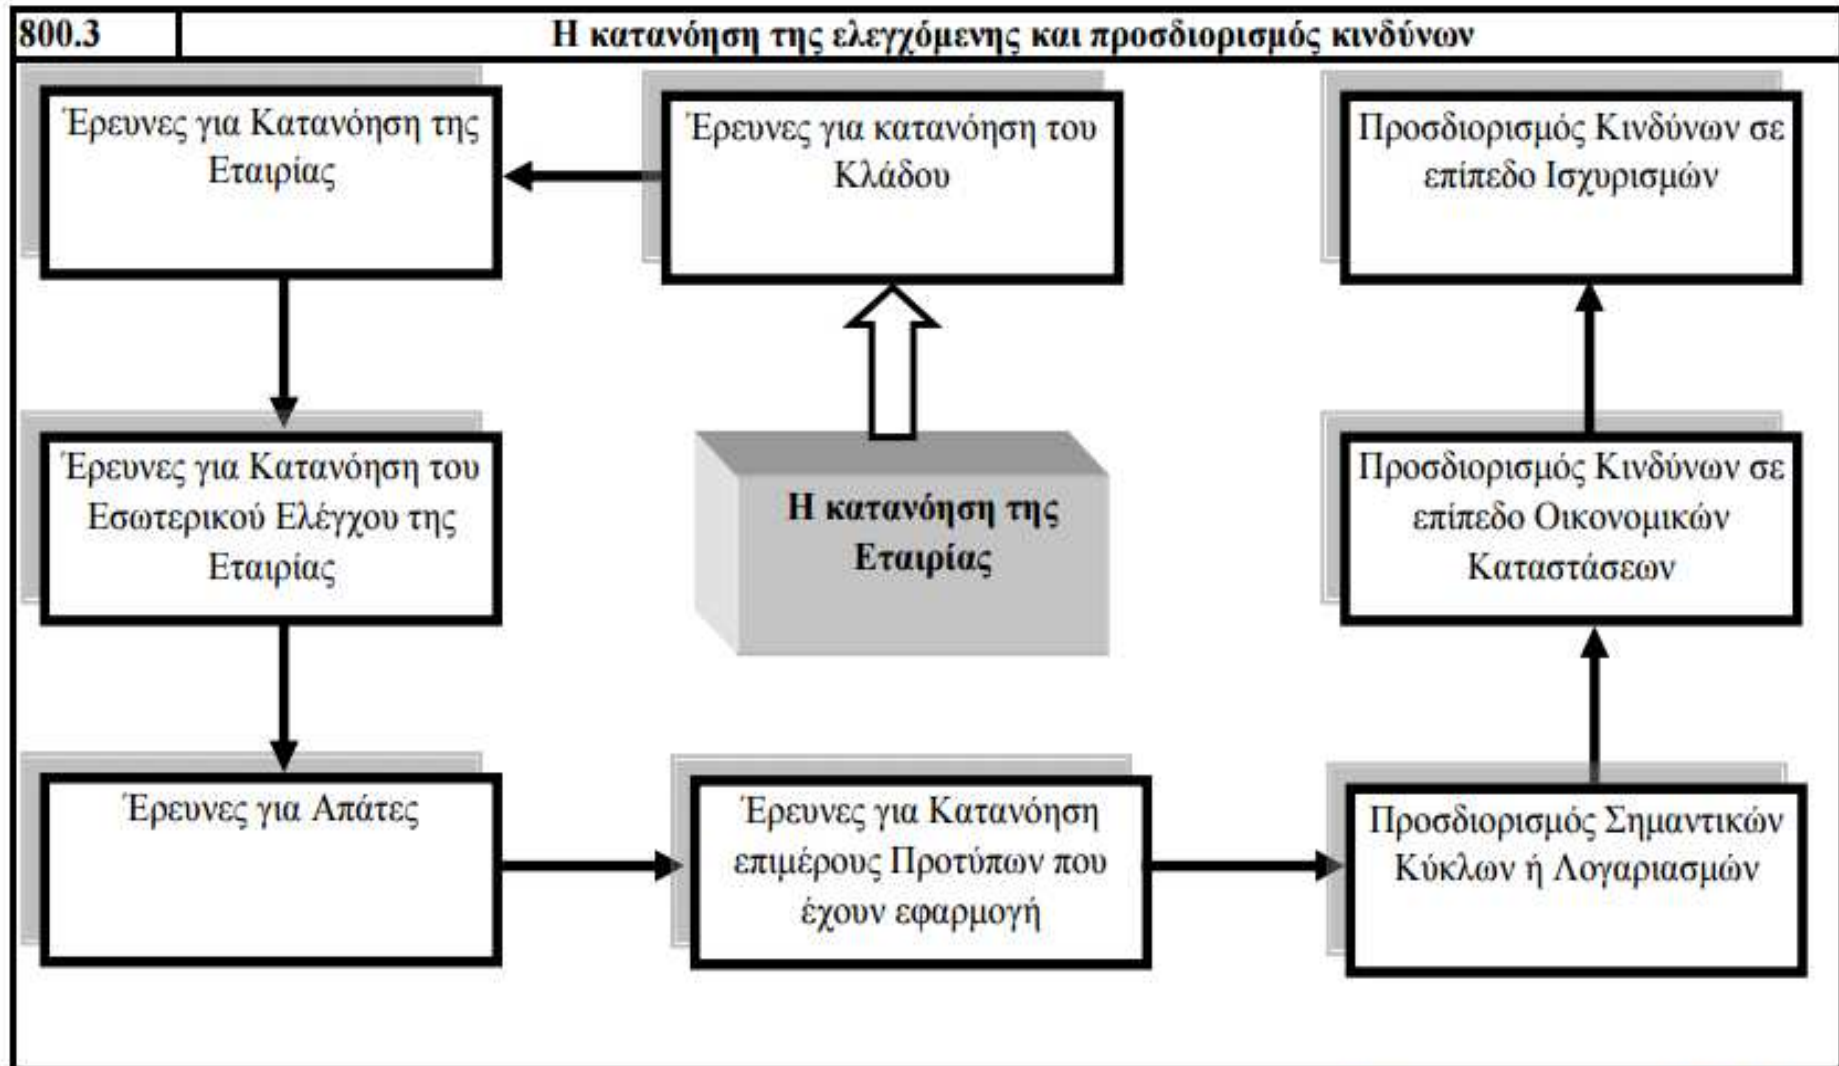 800.3 Η κατανόηση της ελεγχόμενης και προσδιορισμός κινδύνων
Έρευνες για Κατανόηση της
Εταιρίας
Έρευνες για κατανόηση του
Κλάδου
Προσδιορισμός Κινδύνων σε
επίπεδο Ισχυρισμών
Έρευνες για Κατανόηση του
Εσωτερικού Ελέγχου της
Εταιρίας
Η κατανόηση της
Εταιρίας
Προσδιορισμός Κινδύνων σε
επίπεδο Οικονομικών
Καταστάσεων
Έρευνες για Απάτες
Έρευνες για Κατανόηση
επιμέρους Προτύπων που
έχουν εφαρμογή
Προσδιορισμός Σημαντικών
Κύκλων ή Λογαριασμών